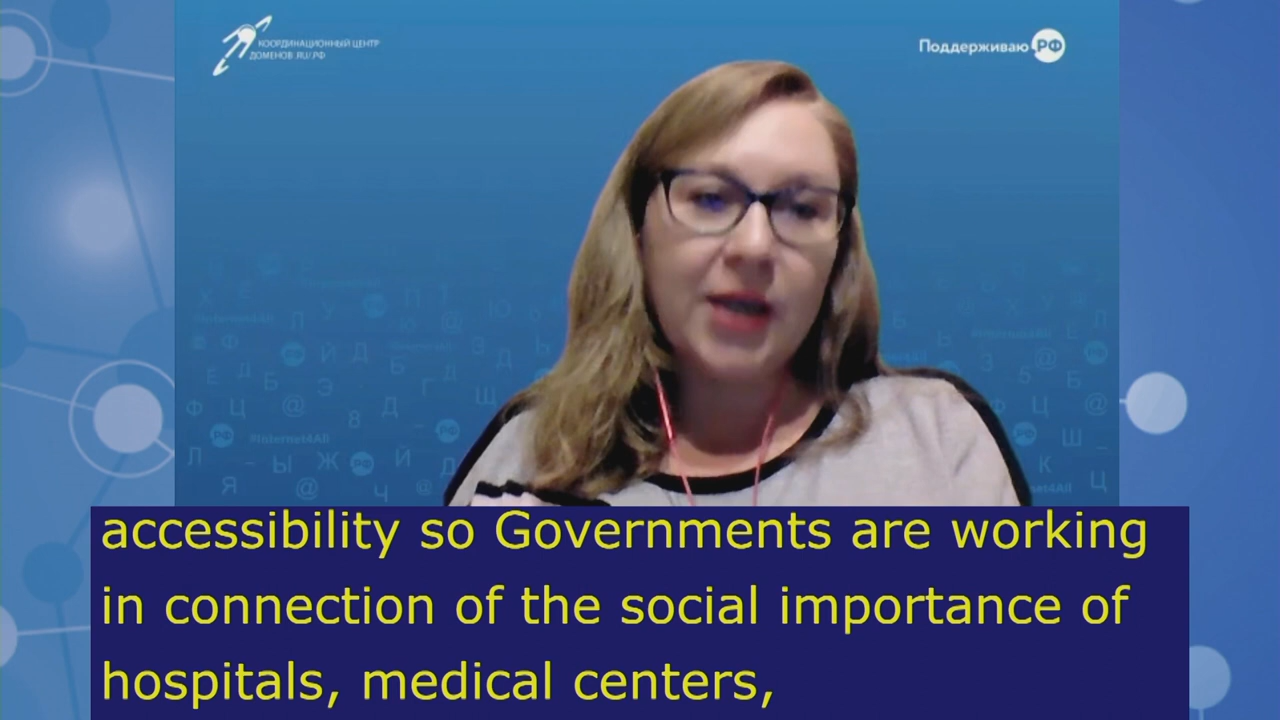 КООРДИНАЦИОННЫЙ ЦЕНТР
ДОМЕНОВ .RU/.РФ
Поддерживаю РФ
#Internet4All
accessibility so Governments are working
in connection of the social importance of
hospitals, medical centers,